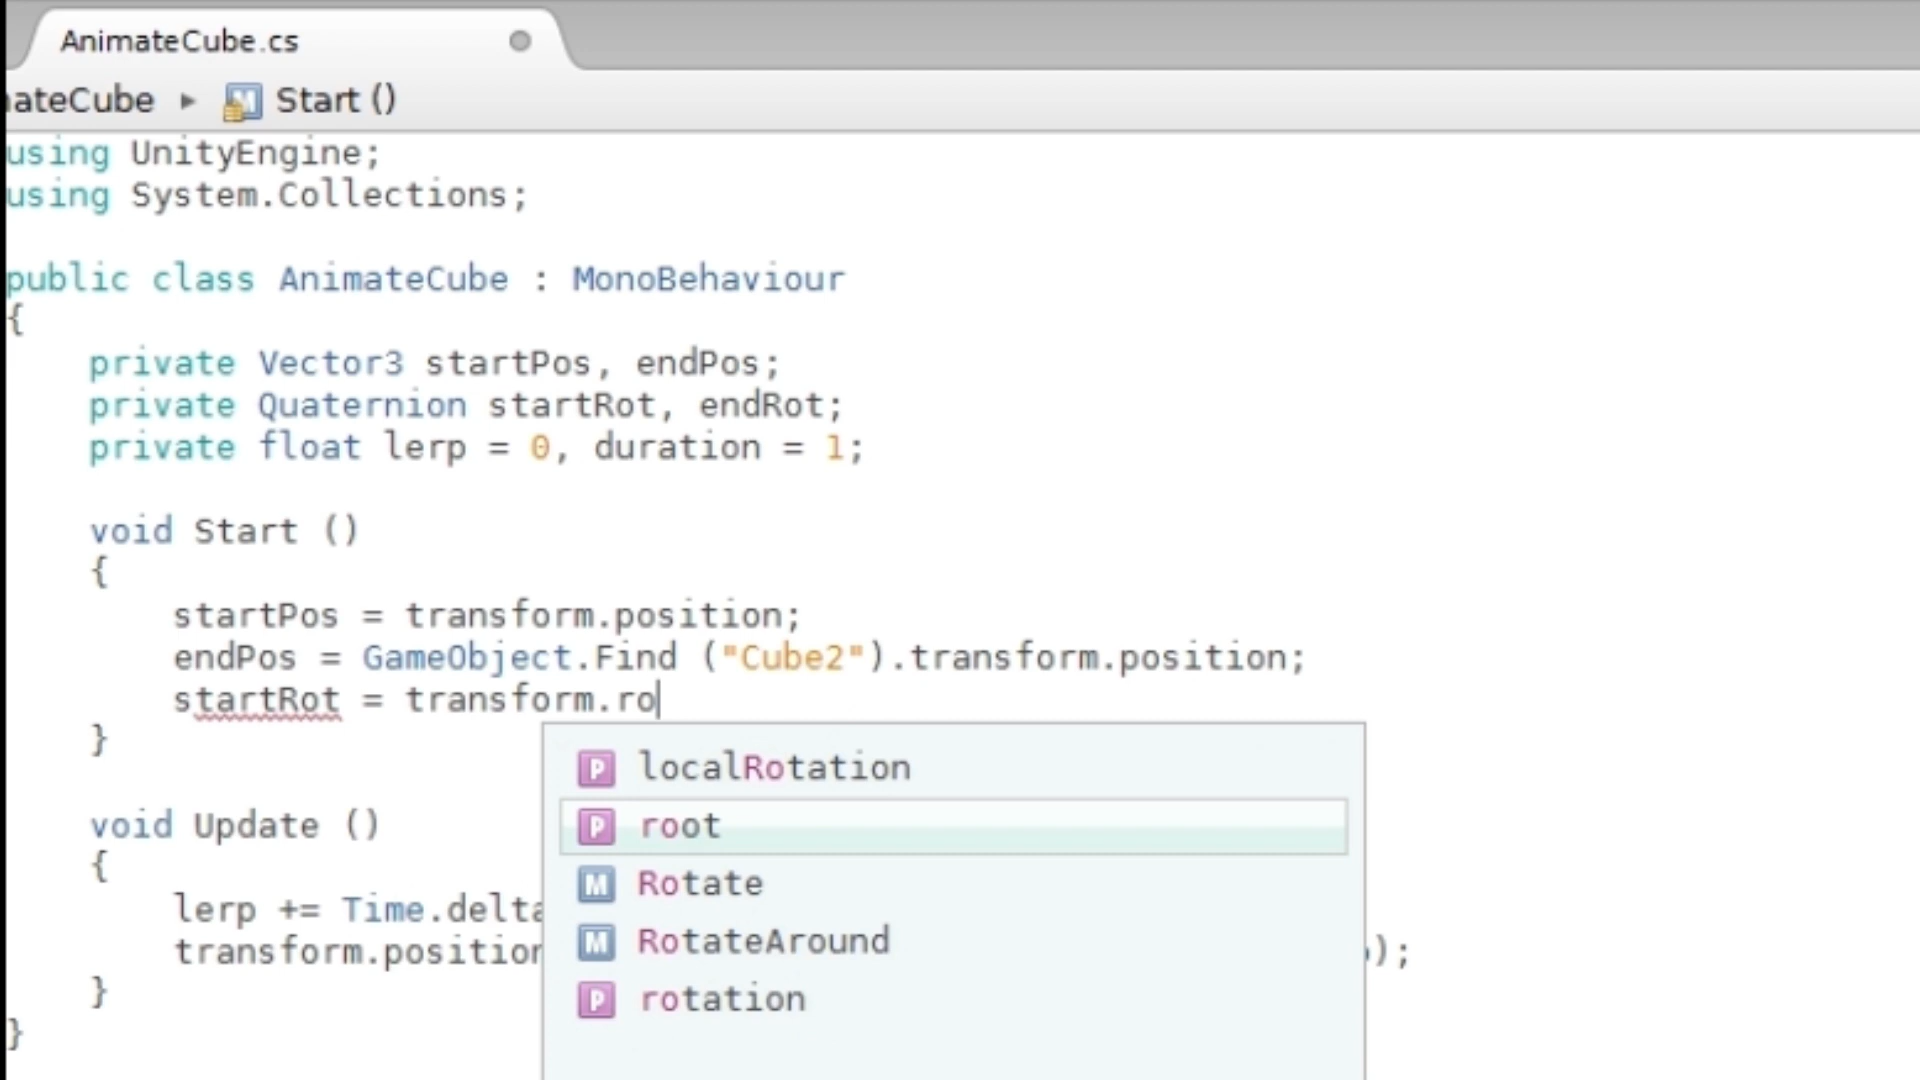 AnimateCube.cs
ateCube ▸ Start ()
using UnityEngine;
using System.Collections;
public class AnimateCube : MonoBehaviour
{
private Vector3 startPos, endPos;
private Quaternion startRot, endRot;
private float lerp = 0, duration = 1;
void Start ()
{
startPos = transform.position;
endPos = GameObject.Find ("Cube2").transform.position;
startRot = transform.ro
}
void Update ()
{
lerp += Time.delta
transform.position );
}
}
P localRotation
P root
M Rotate
M RotateAround
P rotation